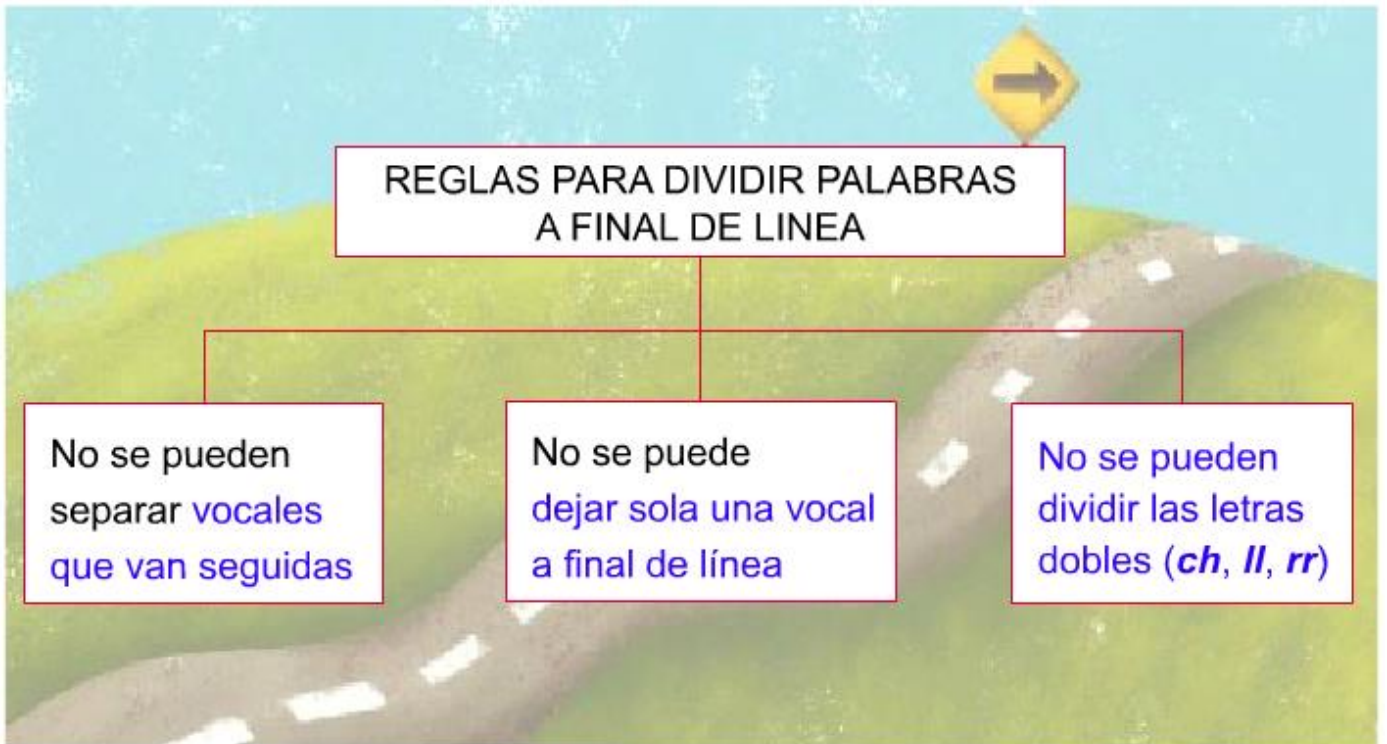 REGLAS PARA DIVIDIR PALABRAS
A FINAL DE LINEA
No se pueden
separar vocales
que van seguidas
No se puede
dejar sola una vocal
a final de línea
No se pueden
dividir las letras
dobles (ch, ll, rr)